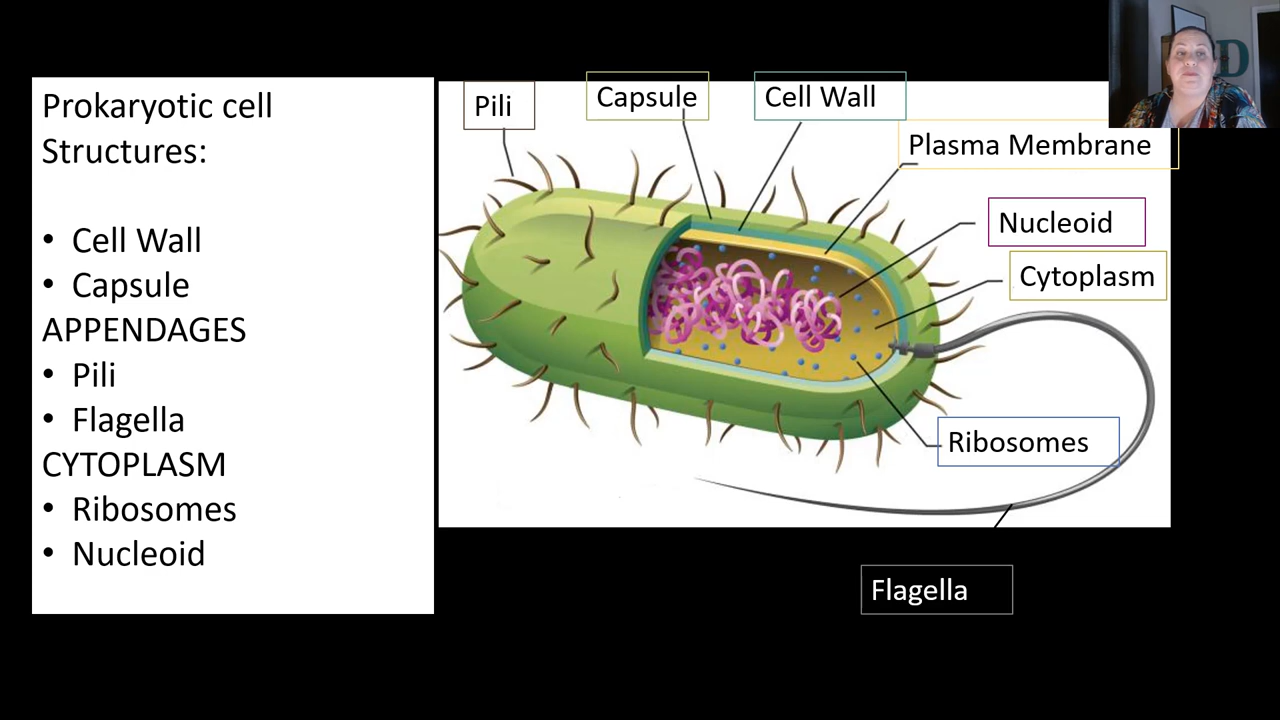 Prokaryotic cell
Structures:
• Cell Wall
• Capsule
APPENDAGES
• Pili
• Flagella
CYTOPLASM
• Ribosomes
• Nucleoid
Pili
Capsule
Cell Wall
Plasma Membrane
Nucleoid
Cytoplasm
Ribosomes
Flagella
D